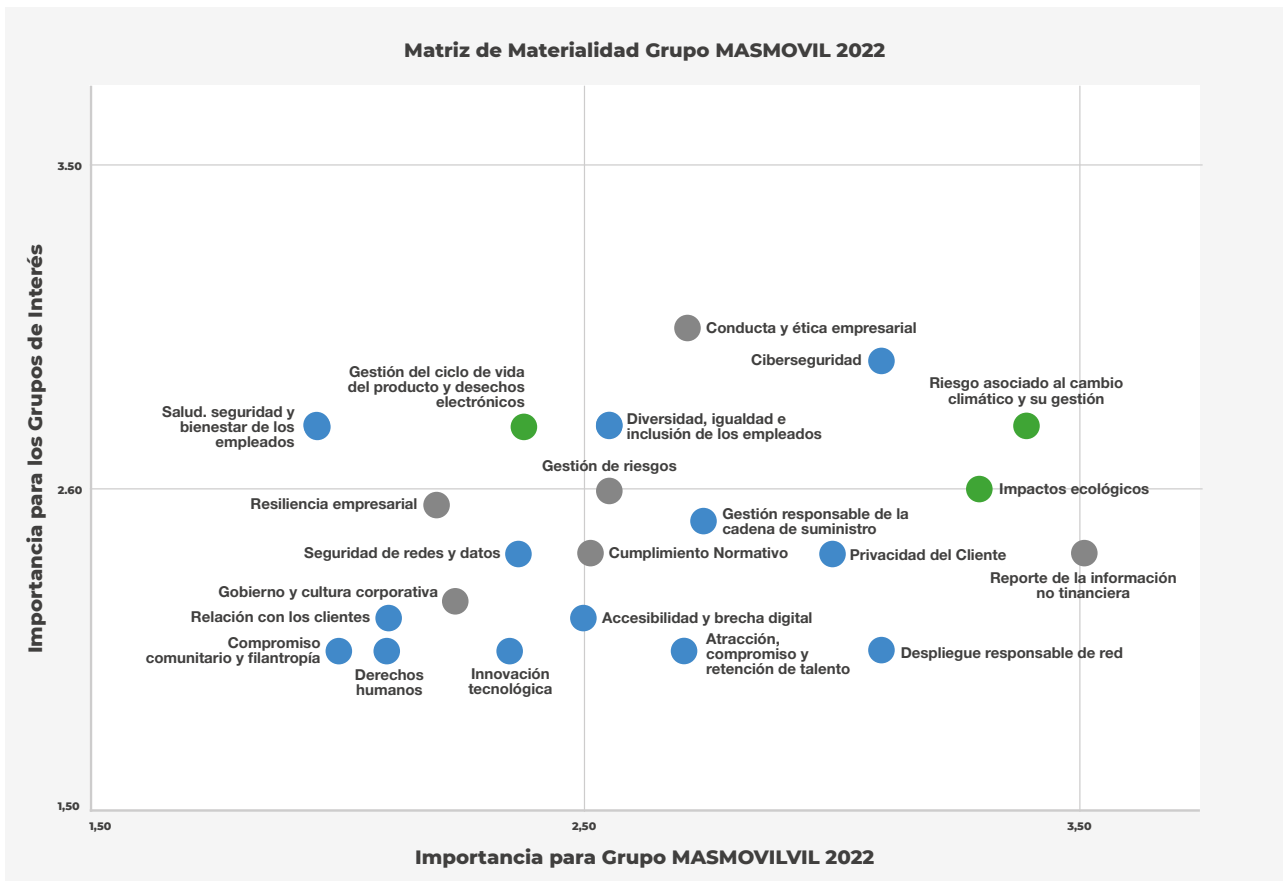 Matriz de Materialidad Grupo MASMOVIL 2022
Importancia para los Grupos de Interés
3.50
2.60
1,50
Conducta y ética empresarial
Ciberseguridad
Gestión del ciclo de vida
del producto y desechos
electrónicos
Riesgo asociado al cambio
climático y su gestión
Salud. seguridad y
bienestar de los
empleados
Diversidad, igualdad e
inclusión de los empleados
Gestión de riesgos
Impactos ecológicos
Resiliencia empresarial
Gestión responsable de la
cadena de suministro
Seguridad de redes y datos
Cumplimiento Normativo
Privacidad del Cliente
Reporte de la información
no tinanciera
Gobierno y cultura corporativa
Relación con los clientes
Accesibilidad y brecha digital
Compromiso
comunitario y filantropía
Derechos
humanos
Innovación
tecnológica
Atracción,
compromiso y
retención de talento
Despliegue responsable de red
1,50
2,50
3,50
Importancia para Grupo MASMOVILVIL 2022